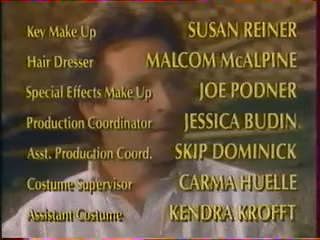 Key Make Up SUSAN REINER
Hair Dresser MALCOM McALPINE
Special Effects Make Up JOE PODNER
Production Coordinator JESSICA BUDIN
Asst. Production Coord. SKIP DOMINICK
Costume Supervisor CARMA HUELLE
Assistant Costume KENDRA KROFFT